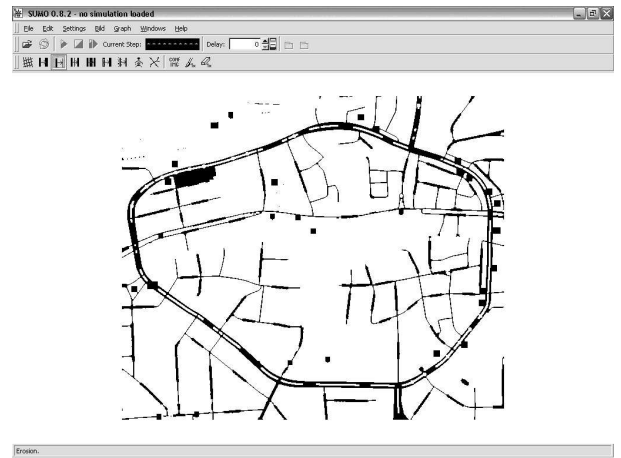 SUMO 0.8.2 - no simulation loaded
File Edit Settings Bild Graph Windows Help
Current Step: Delay: 0
Erosion.